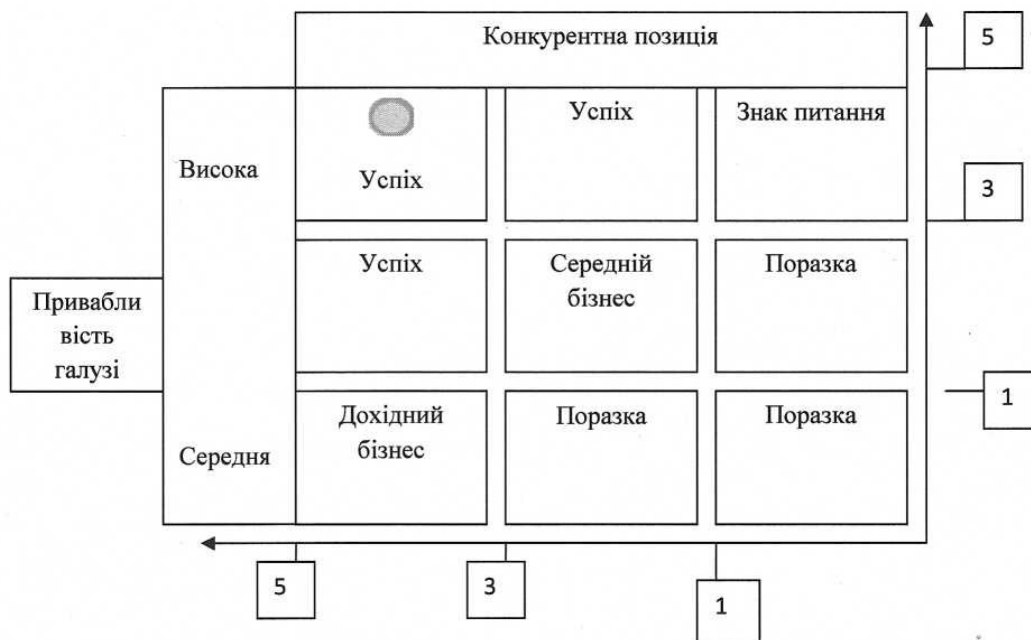 Конкурентна позиція
5
Успіх
Знак питання
Висока
Успіх
3
Успіх
Середній
бізнес
Поразка
Привабли
вість
галузі
1
Дохідний
бізнес
Поразка
Поразка
Середня
5
3
1